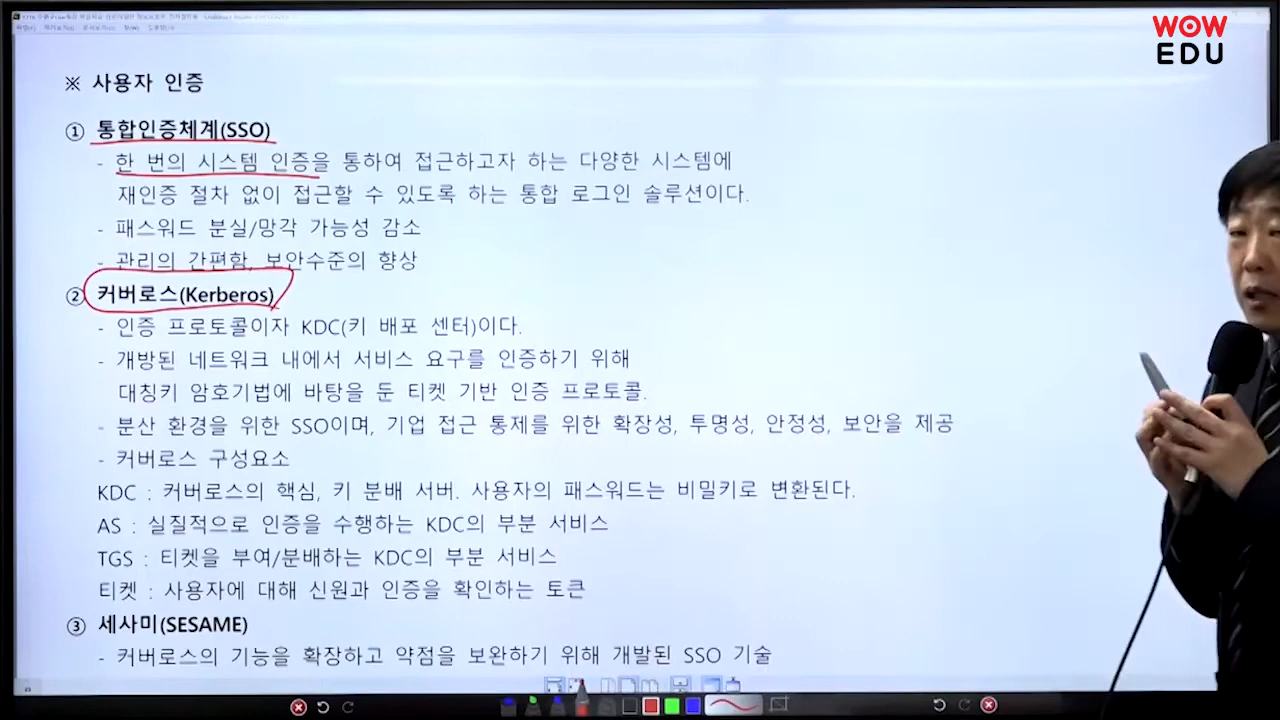 WOW
EDU
※ 사용자 인증
① 통합인증체계(SSO)
- 한 번의 시스템 인증을 통하여 접근하고자 하는 다양한 시스템에
재인증 절차 없이 접근할 수 있도록 하는 통합 로그인 솔루션이다.
- 패스워드 분실/망각 가능성 감소
- 관리의 간편함, 보안수준의 향상
② 커버로스(Kerberos)
- 인증 프로토콜이자 KDC(키 배포 센터)이다.
- 개방된 네트워크 내에서 서비스 요구를 인증하기 위해
대칭키 암호기법에 바탕을 둔 티켓 기반 인증 프로토콜.
- 분산 환경을 위한 SSO이며, 기업 접근 통제를 위한 확장성, 투명성, 안정성, 보안을 제공
- 커버로스 구성요소
KDC : 커버로스의 핵심, 키 분배 서버. 사용자의 패스워드는 비밀키로 변환된다.
AS : 실질적으로 인증을 수행하는 KDC의 부분 서비스
TGS : 티켓을 부여/분배하는 KDC의 부분 서비스
티켓 : 사용자에 대해 신원과 인증을 확인하는 토큰
③ 세사미(SESAME)
- 커버로스의 기능을 확장하고 약점을 보완하기 위해 개발된 SSO 기술